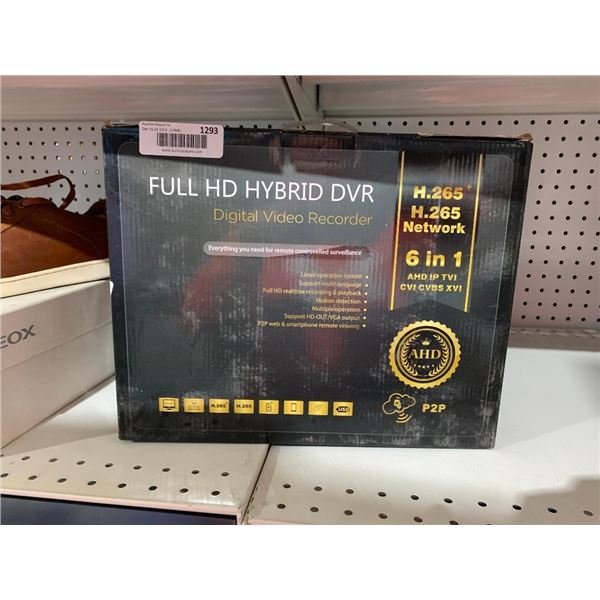 1293
FULL HD HYBRID DVR
Digital Video Recorder
Everything you need for remote controvelled surveillance
Linux operation system
Support multi-language
Full HD realtime recording & playback
Motion detection
Multiple operation
Support HD-OUT/VGA output
P2P web & smartphone remote veiwing
H.265+
H.265
Network
6 in 1
AHD IP TVI
CVI CVBS XVI
AHD
H.265+ H.265 USB
P2P
EOX